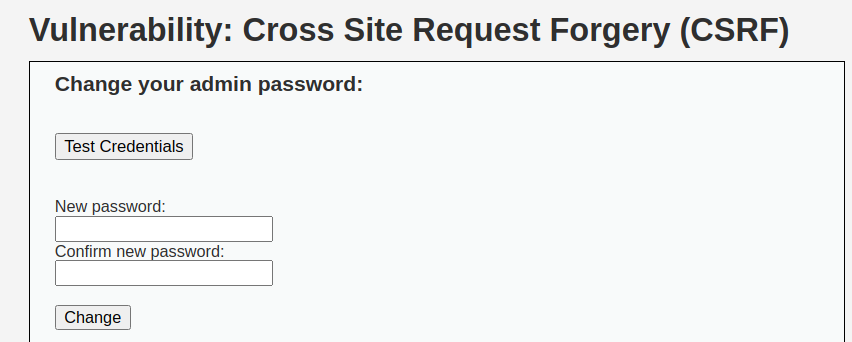 Vulnerability: Cross Site Request Forgery (CSRF)
Change your admin password:
Test Credentials
New password:
Confirm new password:
Change